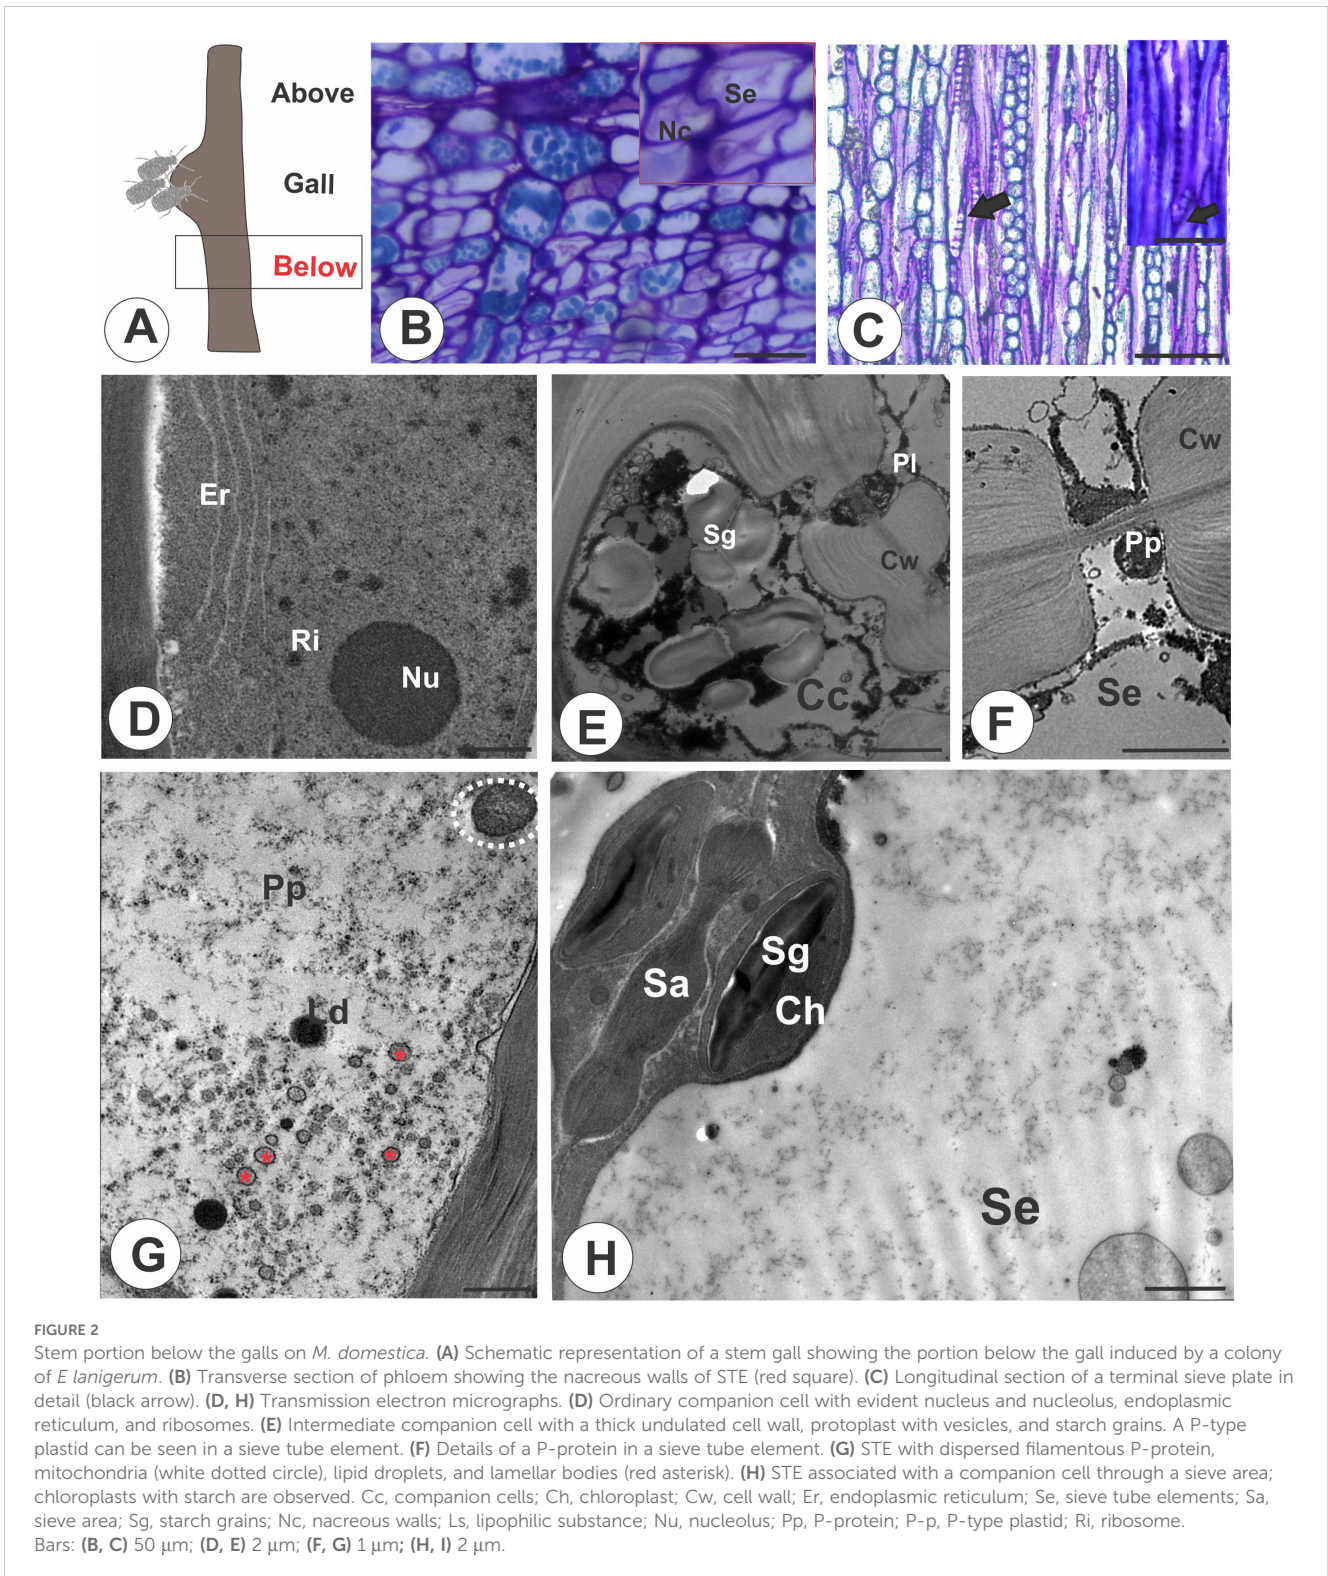 Above
Gall
Below
A
Se
Nc
B
C
Er
Ri
Nu
D
Pl
Sg
Cw
Cc
E
Cw
Pp
Se
F
Pp
Ld
*
*
*
*
G
Sg
Sa
Ch
Se
H
FIGURE 2
Stem portion below the galls on M. domestica. (A) Schematic representation of a stem gall showing the portion below the gall induced by a colony
of E lanigerum. (B) Transverse section of phloem showing the nacreous walls of STE (red square). (C) Longitudinal section of a terminal sieve plate in
detail (black arrow). (D, H) Transmission electron micrographs. (D) Ordinary companion cell with evident nucleus and nucleolus, endoplasmic
reticulum, and ribosomes. (E) Intermediate companion cell with a thick undulated cell wall, protoplast with vesicles, and starch grains. A P-type
plastid can be seen in a sieve tube element. (F) Details of a P-protein in a sieve tube element. (G) STE with dispersed filamentous P-protein,
mitochondria (white dotted circle), lipid droplets, and lamellar bodies (red asterisk). (H) STE associated with a companion cell through a sieve area;
chloroplasts with starch are observed. Cc, companion cells; Ch, chloroplast; Cw, cell wall; Er, endoplasmic reticulum; Se, sieve tube elements; Sa,
sieve area; Sg, starch grains; Nc, nacreous walls; Ls, lipophilic substance; Nu, nucleolus; Pp, P-protein; P-p, P-type plastid; Ri, ribosome.
Bars: (B, C) 50 μm; (D, E) 2 μm; (F, G) 1 μm; (H, I) 2 μm.